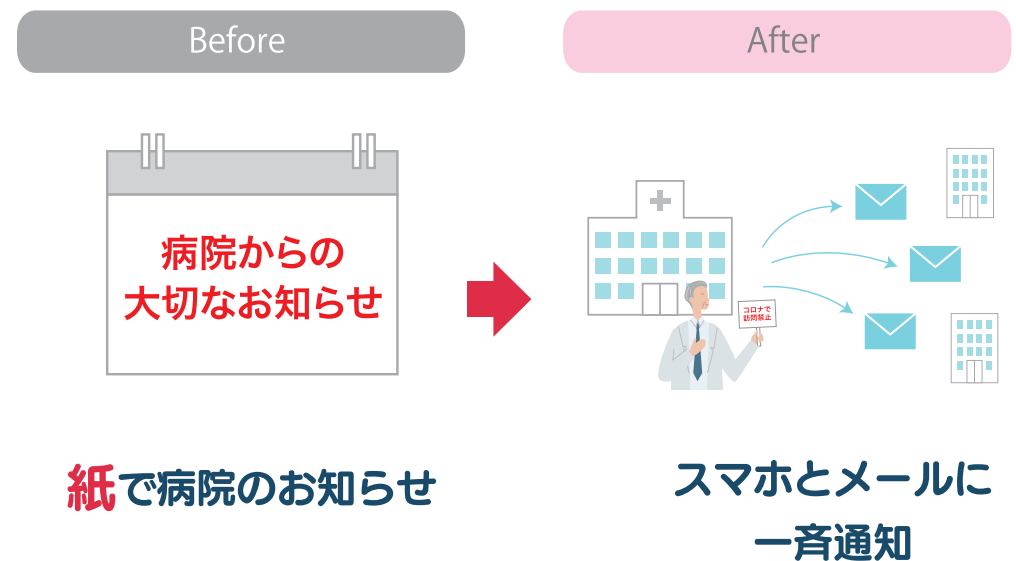 Before
After
病院からの
大切なお知らせ
コロナで
訪問禁止
紙で病院のお知らせ
スマホとメールに
一斉通知